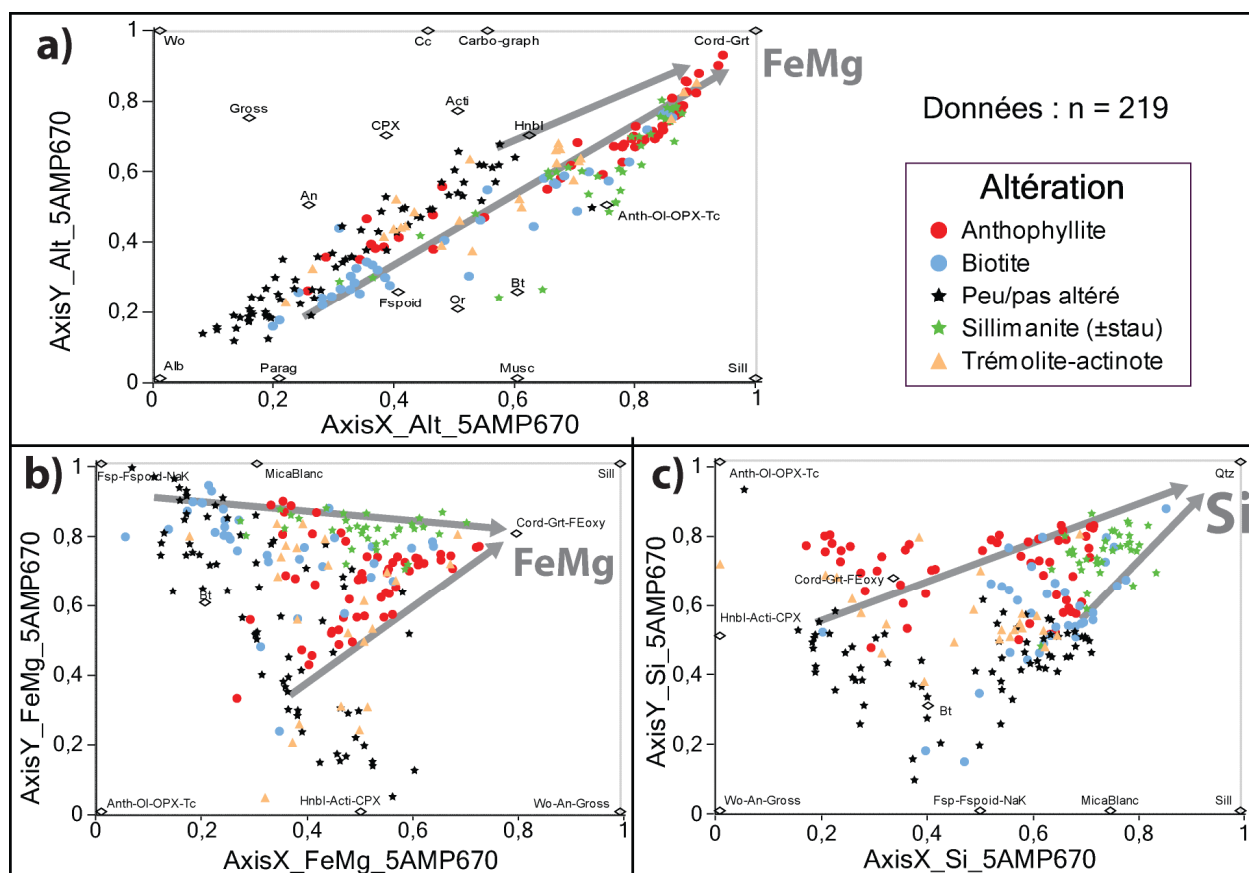 a)
Wo
Cc
Carbo-graph
Cord-Grt
FeMg
Gross
Acti
CPX
Hnbl
An
Anth-Ol-OPX-Tc
Fspoid
Or
Bt
Alb
Parag
Musc
Sill
1
0,8
0,6
0,4
0,2
0
0
0,2
0,4
0,6
0,8
1
AxisY_Alt_5AMP670
AxisX_Alt_5AMP670
Données : n = 219
Altération
Anthophyllite
Biotite
Peu/pas altéré
Sillimanite (±stau)
Trémolite-actinote
b)
Fsp-Fspoid-NaK
MicaBlanc
Sill
Cord-Grt-FEoxy
FeMg
Bt
Anth-Ol-OPX-Tc
Hnbl-Acti-CPX
Wo-An-Gross
1
0,8
0,6
0,4
0,2
0
0
0,2
0,4
0,6
0,8
1
AxisY_FeMg_5AMP670
AxisX_FeMg_5AMP670
c)
Anth-Ol-OPX-Tc
Qtz
Si
Cord-Grt-FEoxy
Hnbl-Acti-CPX
Bt
Wo-An-Gross
Fsp-Fspoid-NaK
MicaBlanc
Sill
1
0,8
0,6
0,4
0,2
0
0
0,2
0,4
0,6
0,8
1
AxisY_Si_5AMP670
AxisX_Si_5AMP670